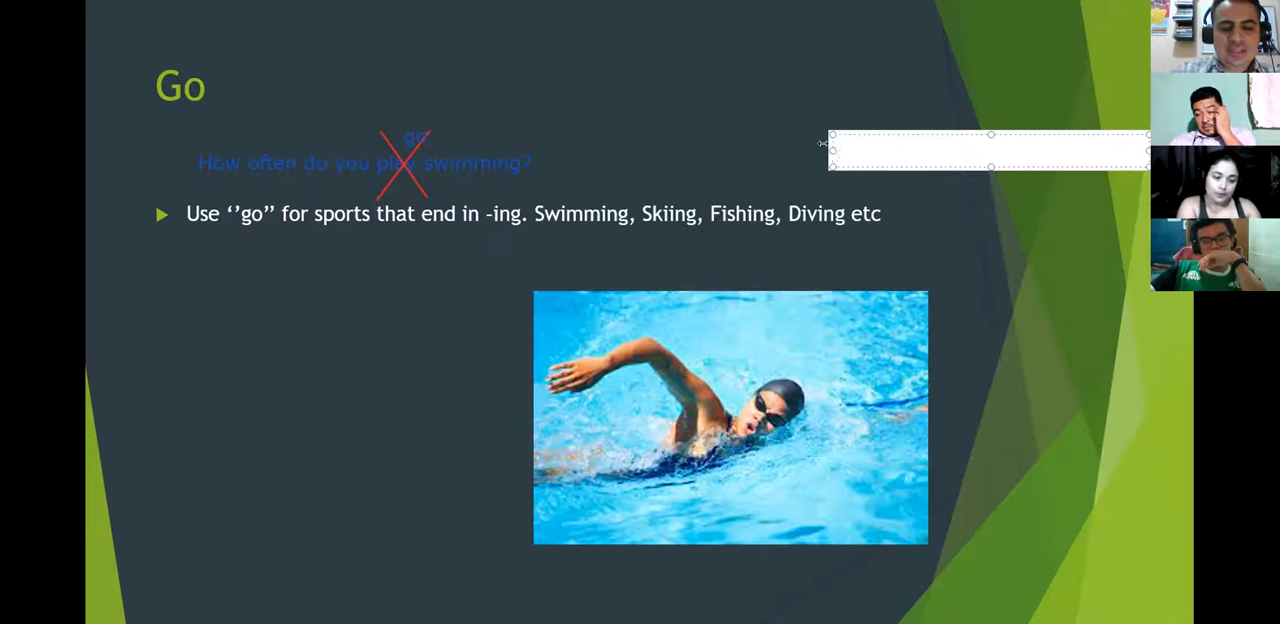 Go
go
How often do you play swimming?
Use ‘’go’’ for sports that end in -ing. Swimming, Skiing, Fishing, Diving etc